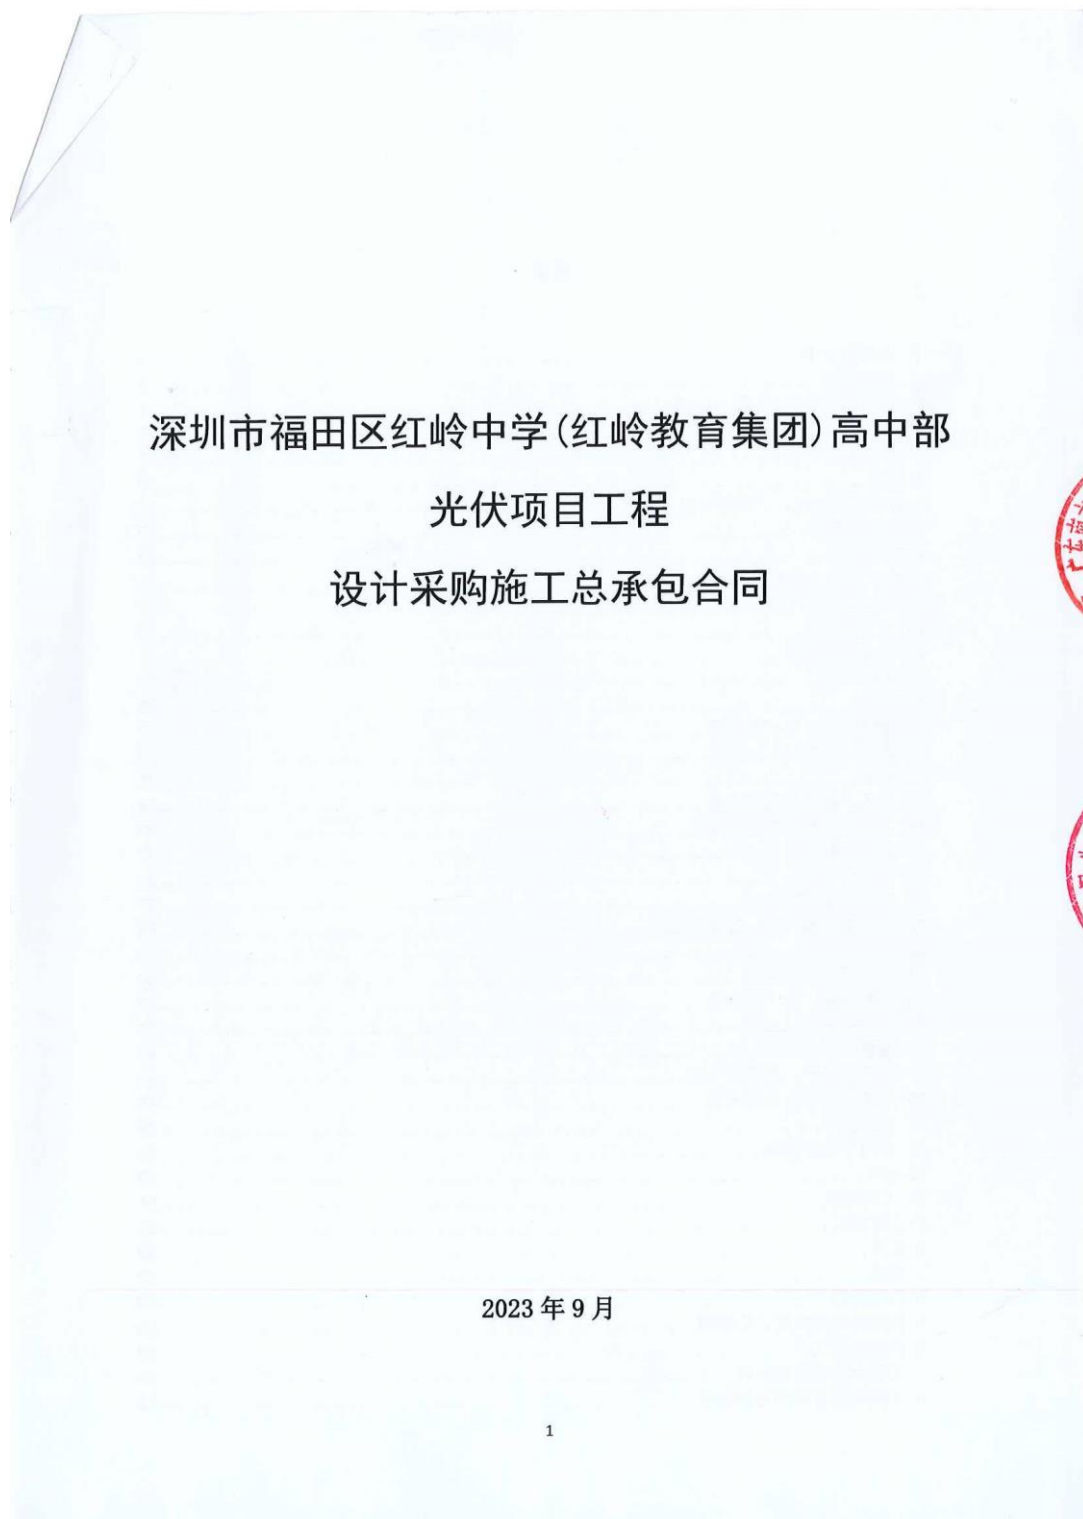 深圳市福田区红岭中学(红岭教育集团)高中部
光伏项目工程
设计采购施工总承包合同
2023年9月
1